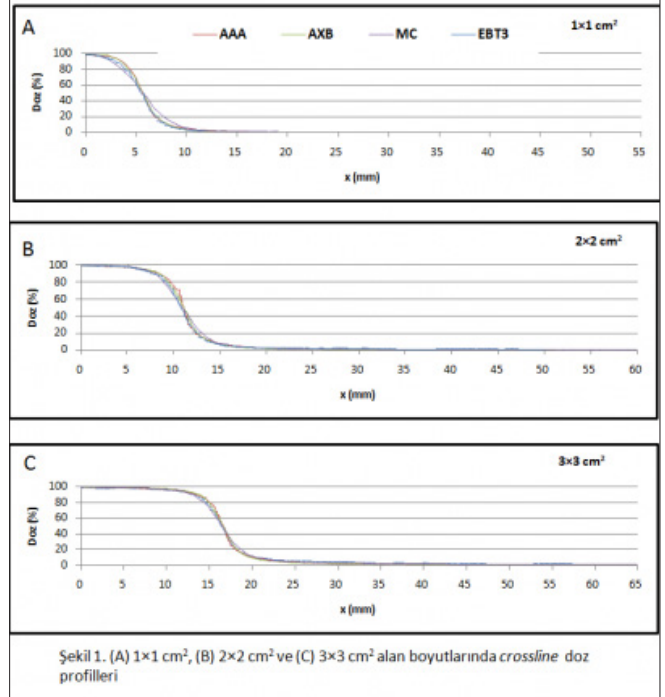 A
1×1 cm²
AAA AXB MC EBT3
Doz (%)
100
80
60
40
20
0
0 5 10 15 20 25 30 35 40 45 50 55
x (mm)
B
2×2 cm²
Doz (%)
100
80
60
40
20
0
0 5 10 15 20 25 30 35 40 45 50 55 60
x (mm)
C
3×3 cm²
Doz (%)
100
80
60
40
20
0
0 5 10 15 20 25 30 35 40 45 50 55 60 65
x (mm)
Şekil 1. (A) 1×1 cm², (B) 2×2 cm² ve (C) 3×3 cm² alan boyutlarında crossline doz
profilleri